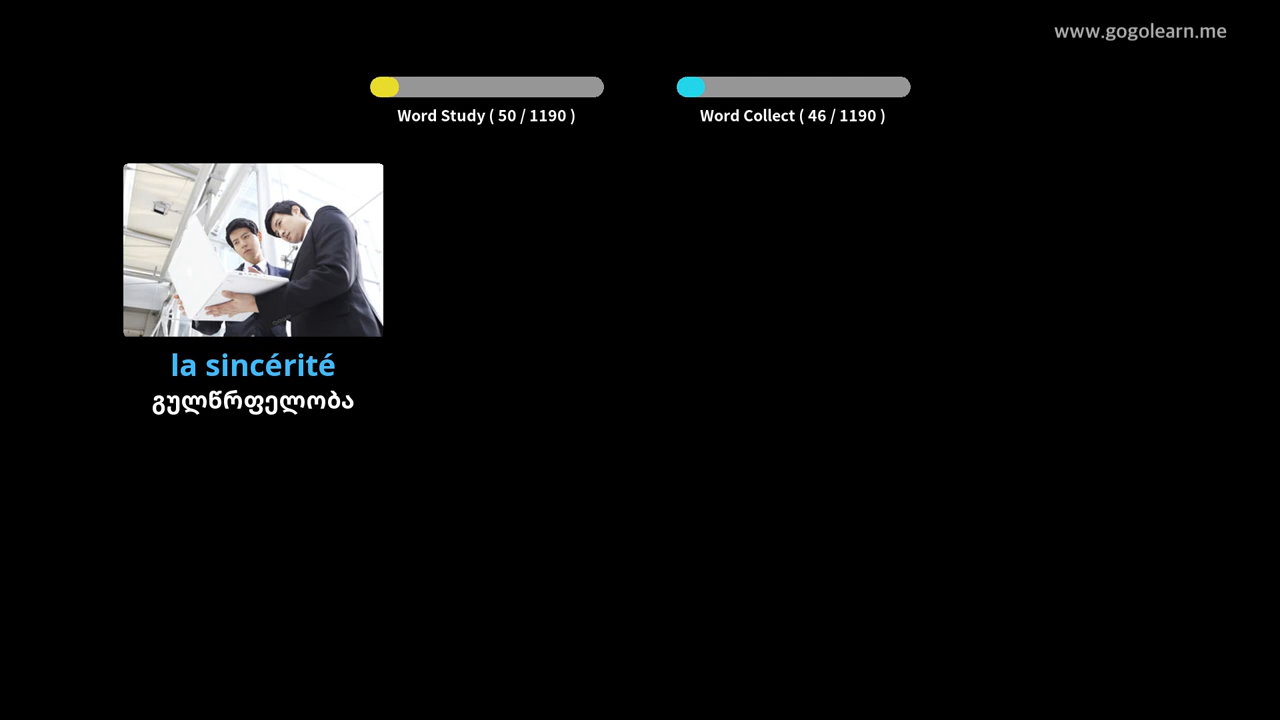 www.gogolearn.me
Word Study ( 50 / 1190 )
Word Collect ( 46 / 1190 )
la sincérité
გულწრფელობა